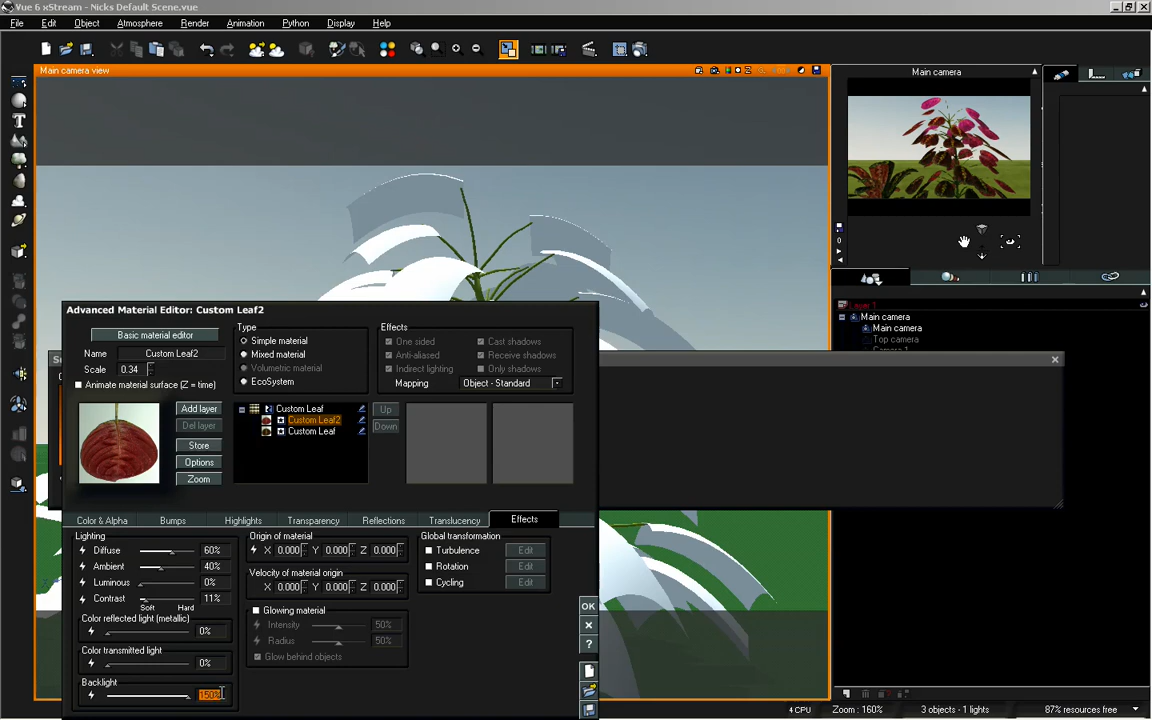 Vue 6 xStream - Nicks Default Scene.vue
File Edit Object Atmosphere Render Animation Python Display Help
Main camera view
Main camera
Layer 1
Main camera
Main camera
Top camera
Advanced Material Editor: Custom Leaf2
Basic material editor
Name Custom Leaf2
Scale 0.34
Animate material surface (Z = time)
Type
Simple material
Mixed material
Volumetric material
EcoSystem
Effects
One sided Cast shadows
Anti-aliased Receive shadows
Indirect lighting Only shadows
Mapping Object - Standard
Add layer
Del layer
Store
Options
Zoom
Custom Leaf
Custom Leaf2
Custom Leaf
Up
Down
Color & Alpha Bumps Highlights Transparency Reflections Translucency Effects
Lighting
Diffuse 60%
Ambient 40%
Luminous 0%
Contrast 11%
Soft Hard
Color reflected light (metallic)
0%
Color transmitted light
0%
Backlight
150%
Origin of material
X 0.000 Y 0.000 Z 0.000
Velocity of material origin
X 0.000 Y 0.000 Z 0.000
Glowing material
Intensity 50%
Radius 50%
Glow behind objects
Global transformation
Turbulence Edit
Rotation Edit
Cycling Edit
OK
?
4 CPU Zoom : 160% 3 objects - 1 lights 87% resources free